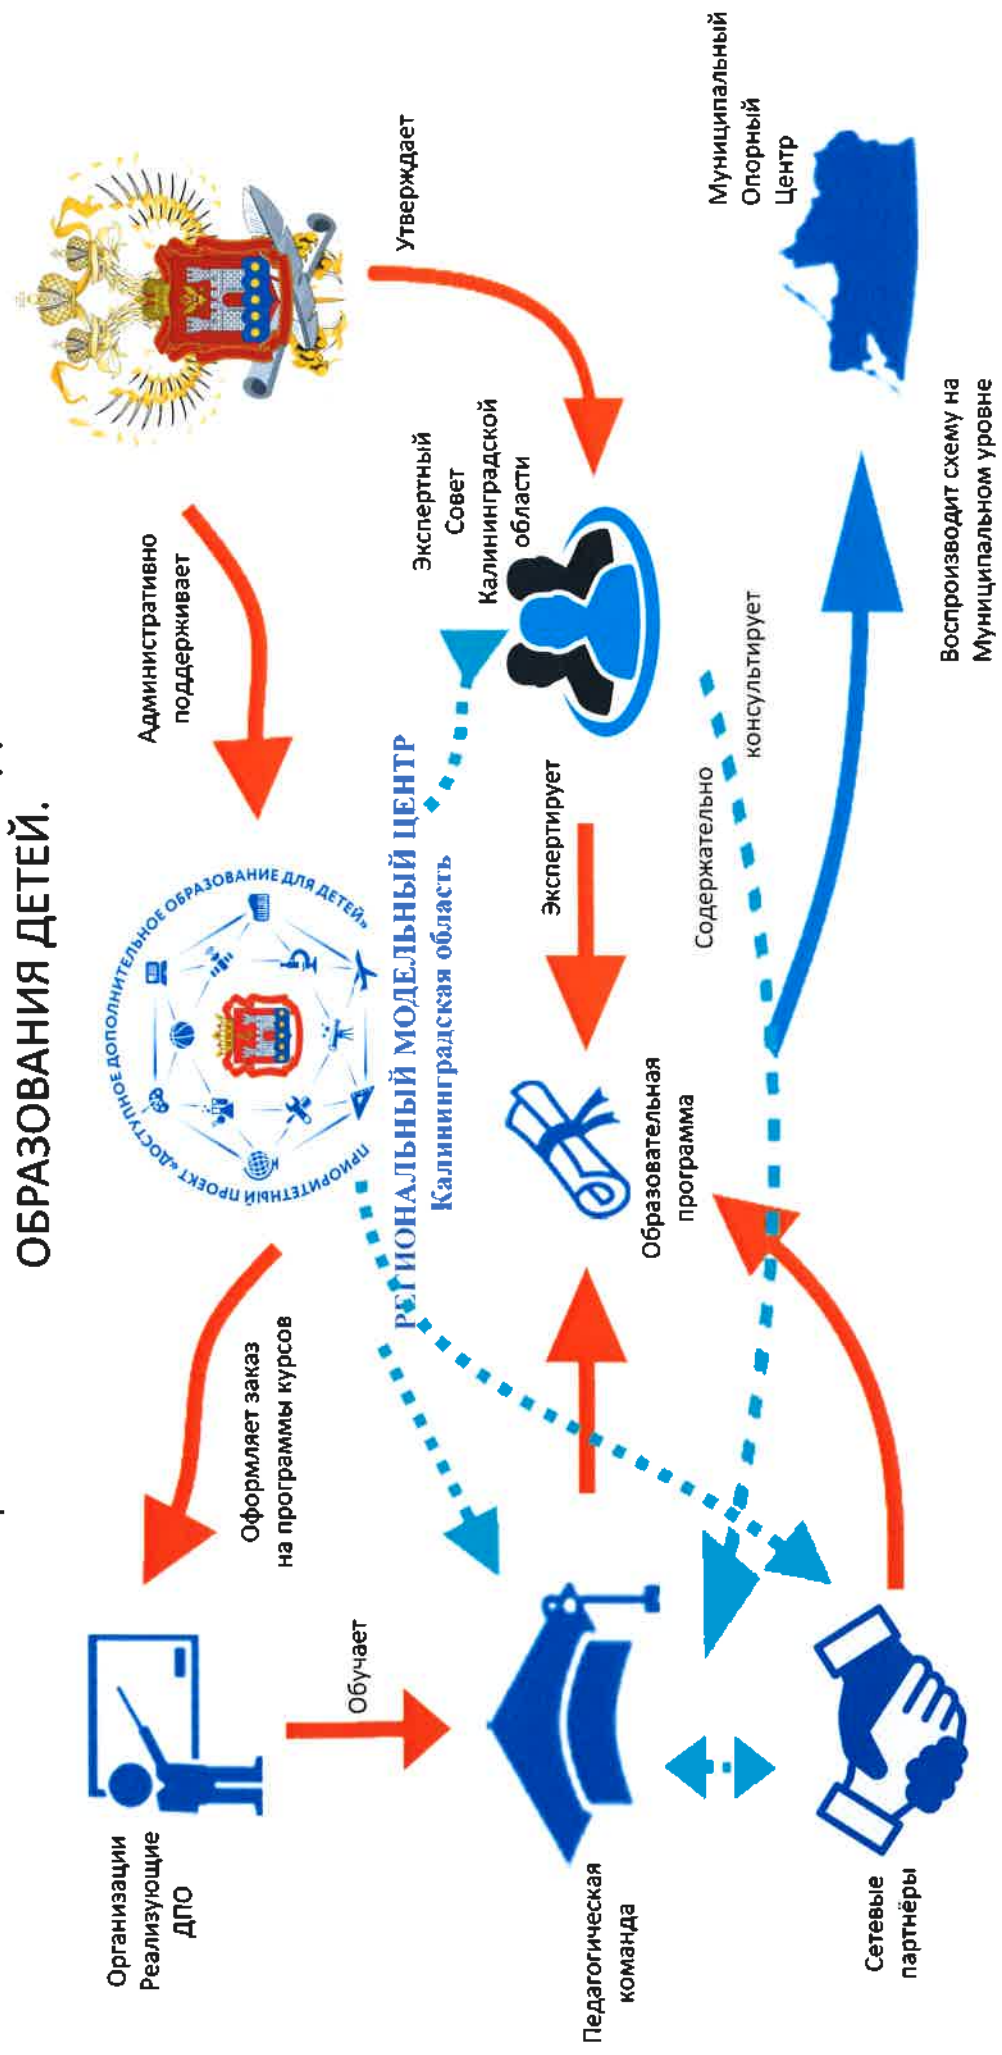 ОБРАЗОВАНИЯ ДЕТЕЙ.
Организации
Реализующие
ДПО
Оформляет заказ
на программы курсов
ПРИОРИТЕТНЫЙ ПРОЕКТ «ДОСТУПНОЕ ДОПОЛНИТЕЛЬНОЕ ОБРАЗОВАНИЕ ДЛЯ ДЕТЕЙ»
Административно
поддерживает
Обучает
РЕГИОНАЛЬНЫЙ МОДЕЛЬНЫЙ ЦЕНТР
Калининградская область
Экспертный
Совет
Калининградской
области
Утверждает
Педагогическая
команда
Экспертирует
Образовательная
программа
Содержательно
консультирует
Муниципальный
Опорный
Центр
Сетевые
партнёры
Воспроизводит схему на
Муниципальном уровне